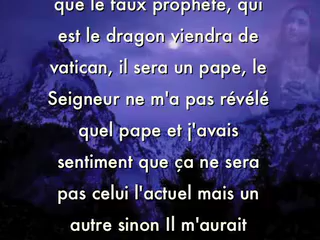 que le faux prophète, qui
est le dragon viendra de
vatican, il sera un pape, le
Seigneur ne m'a pas révélé
quel pape et j'avais
sentiment que ça ne sera
pas celui l'actuel mais un
autre sinon Il m'aurait